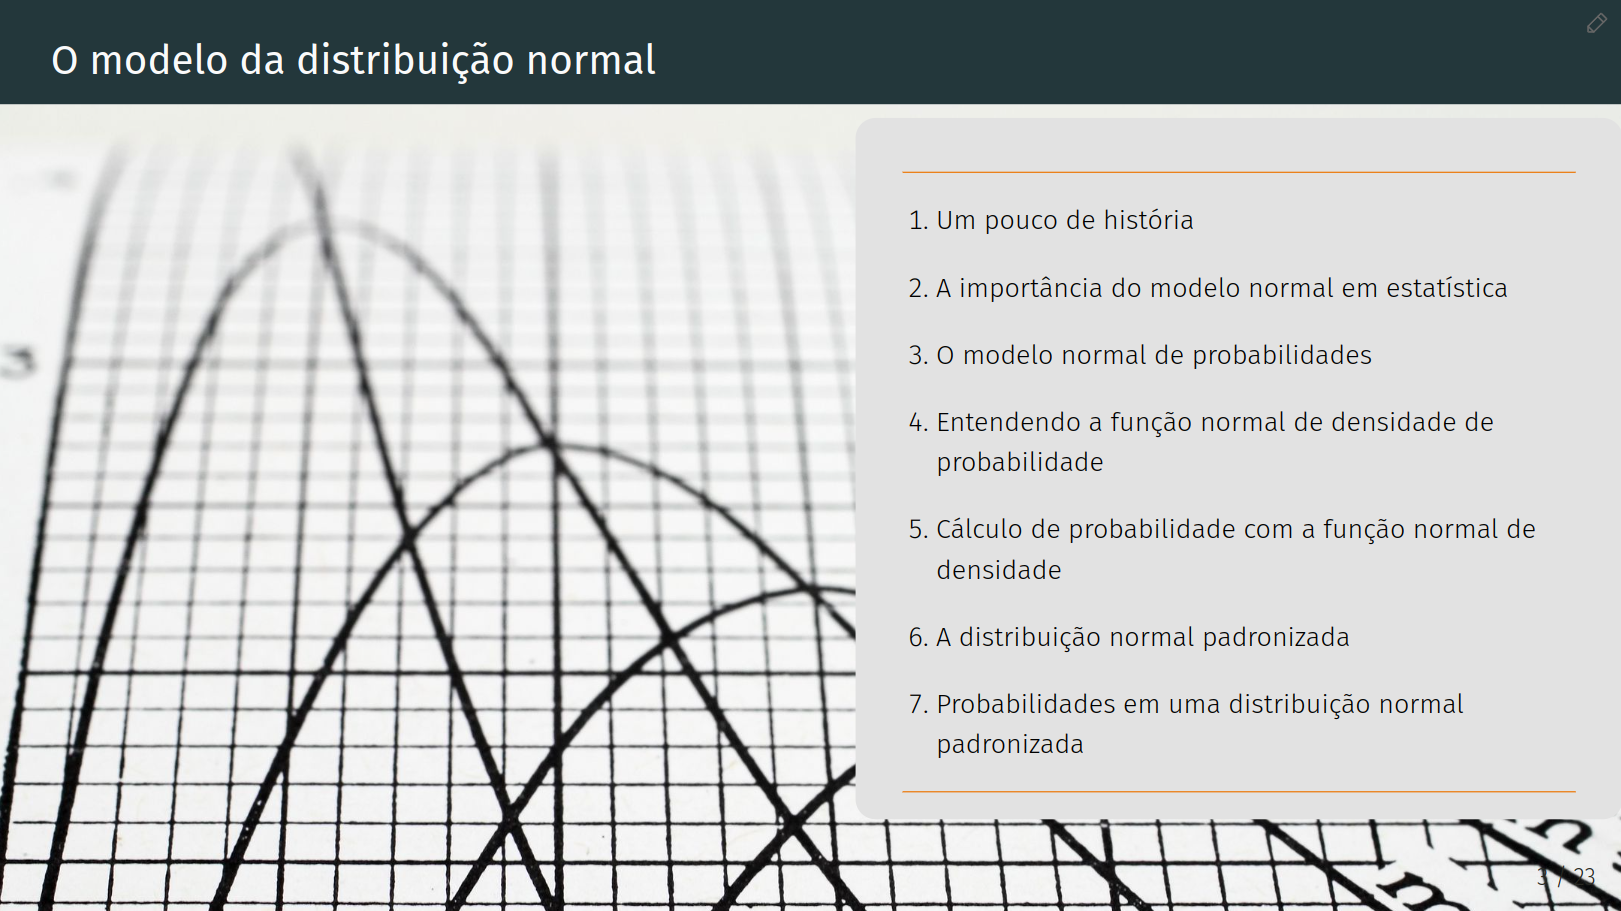 O modelo da distribuição normal
1. Um pouco de história
2. A importância do modelo normal em estatística
3. O modelo normal de probabilidades
4. Entendendo a função normal de densidade de
probabilidade
5. Cálculo de probabilidade com a função normal de
densidade
6. A distribuição normal padronizada
7. Probabilidades em uma distribuição normal
padronizada
3
3 / 23